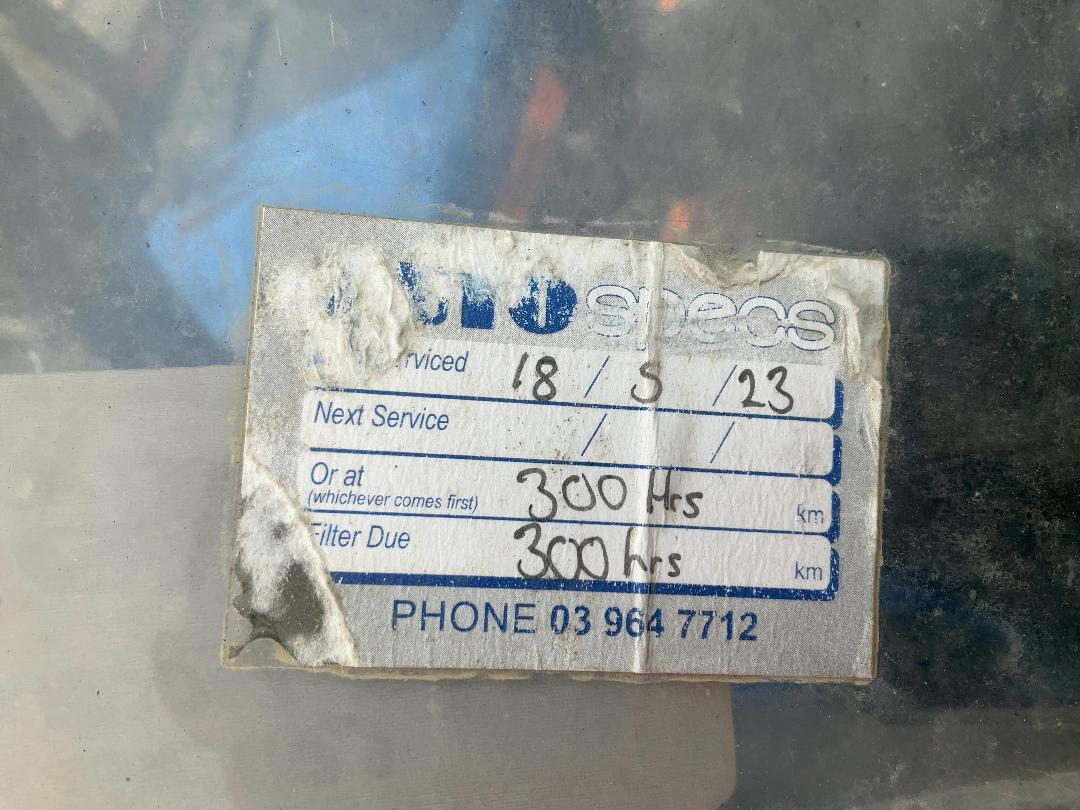 AUTO specs
rviced 18 / 5 / 23
Next Service / /
Or at 300 Hrs km
(whichever comes first)
Filter Due 300 hrs km
PHONE 03 964 7712